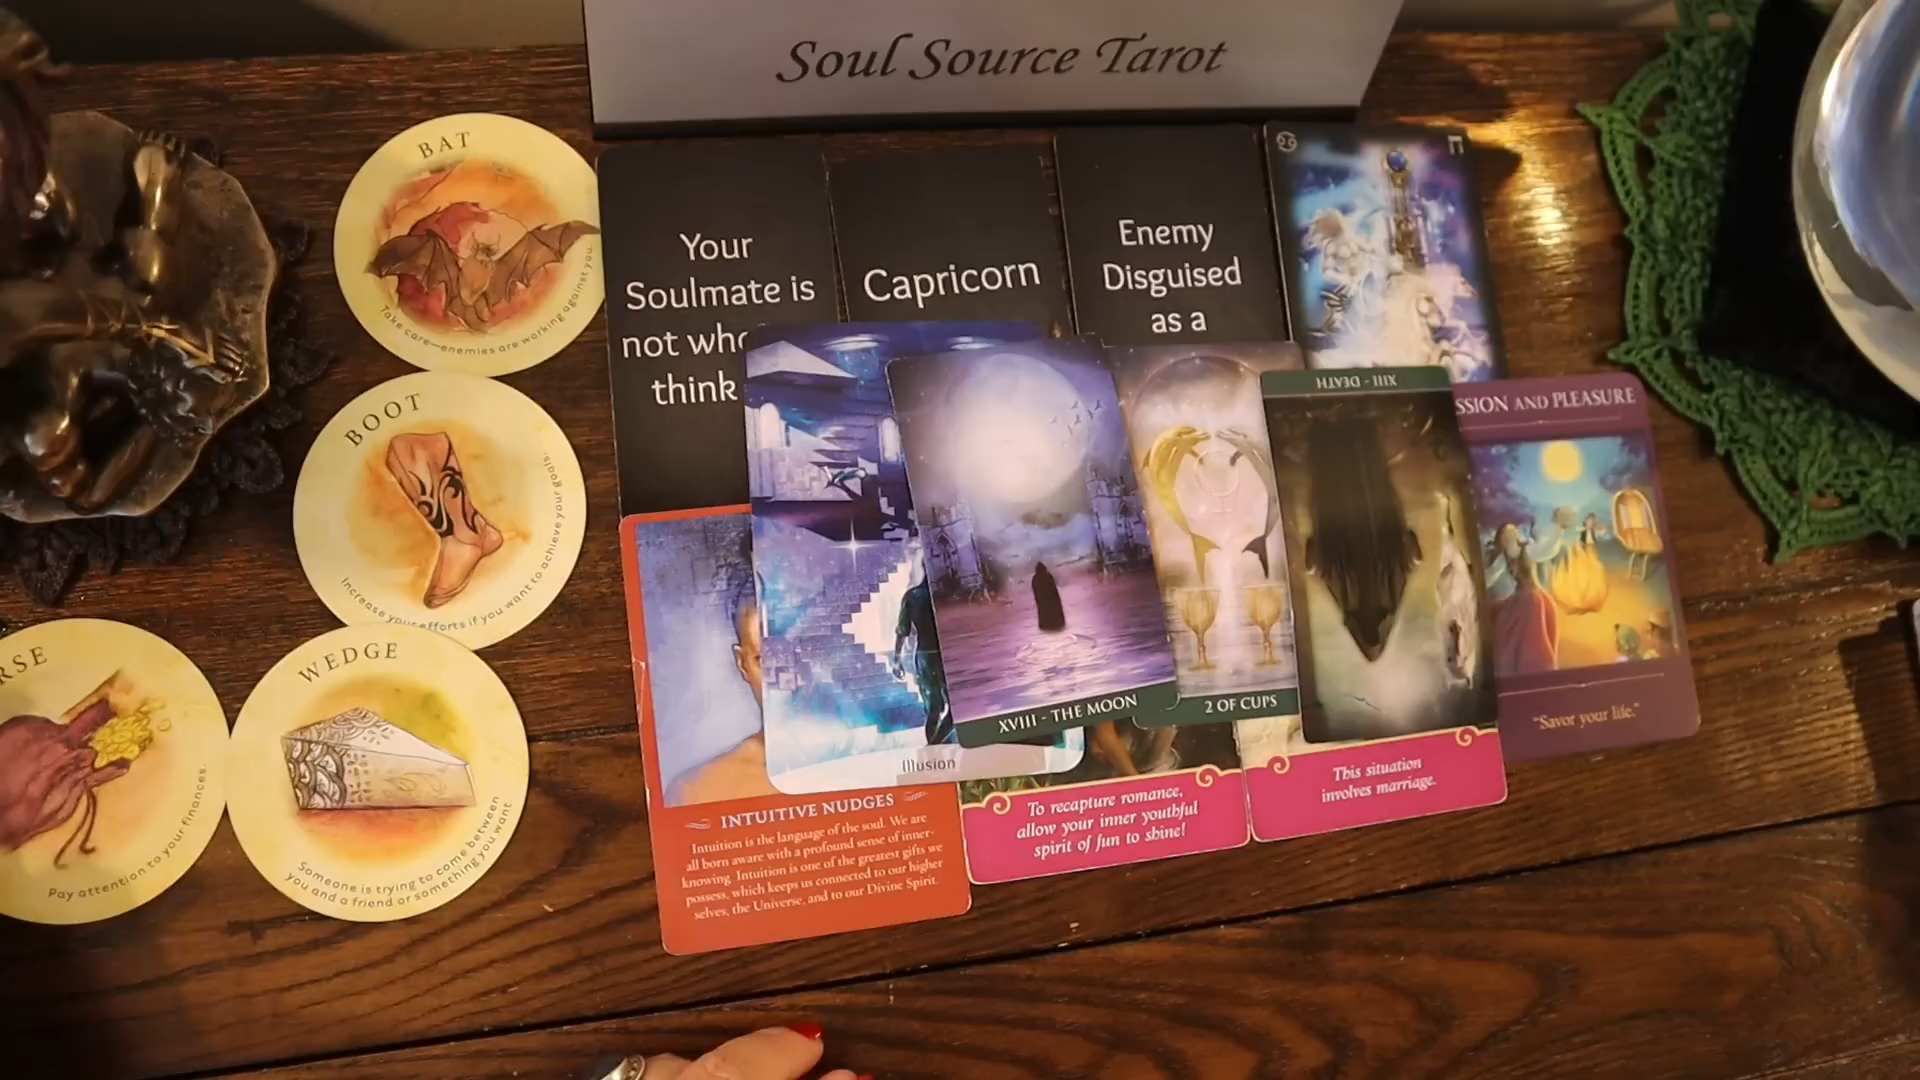 Soul Source Tarot
BAT
Take care—enemies are working against you.
BOOT
Increase your efforts if you want to achieve your goals.
RSE
Pay attention to your finances.
WEDGE
Someone is trying to come between
you and a friend or something you want.
Your
Soulmate is
not who
think
Capricorn
Enemy
Disguised
as a
Illusion
XVIII - THE MOON
2 OF CUPS
XIII - DEATH
SSION AND PLEASURE
"Savor your life."
INTUITIVE NUDGES
Intuition is the language of the soul. We are
all born aware with a profound sense of inner-
knowing. Intuition is one of the greatest gifts we
possess, which keeps us connected to our higher
selves, the Universe, and to our Divine Spirit.
To recapture romance,
allow your inner youthful
spirit of fun to shine!
This situation
involves marriage.